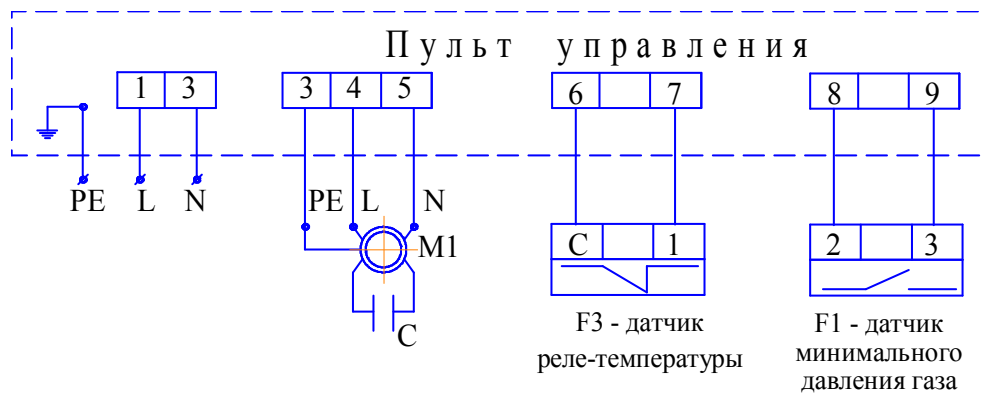 Пульт управления
1 3
3 4 5
6 7
8 9
PE L N
PE L N
M1
C
C 1
2 3
F3 - датчик
реле-температуры
F1 - датчик
минимального
давления газа